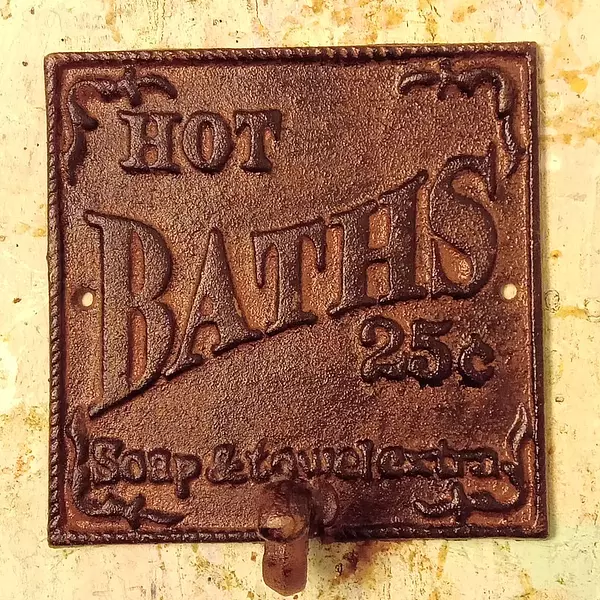 HOT
BATHS
25¢
Soap & towel extra.